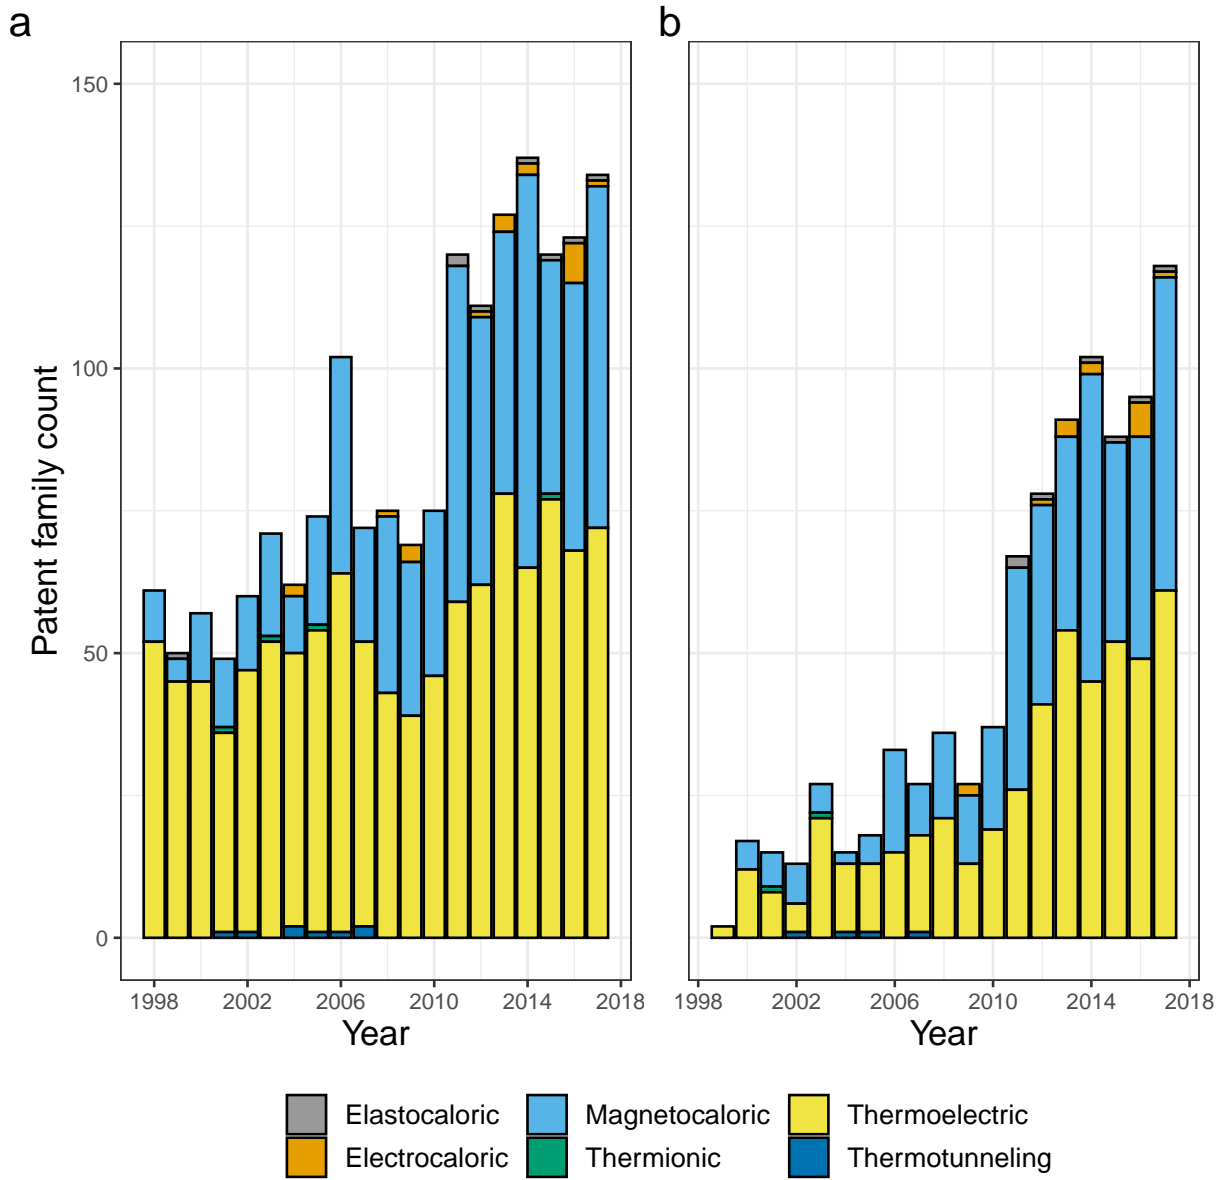 a b
150
100
50
0
Patent family count
1998 2002 2006 2010 2014 2018 1998 2002 2006 2010 2014 2018
Year Year
Elastocaloric Magnetocaloric Thermoelectric
Electrocaloric Thermionic Thermotunneling